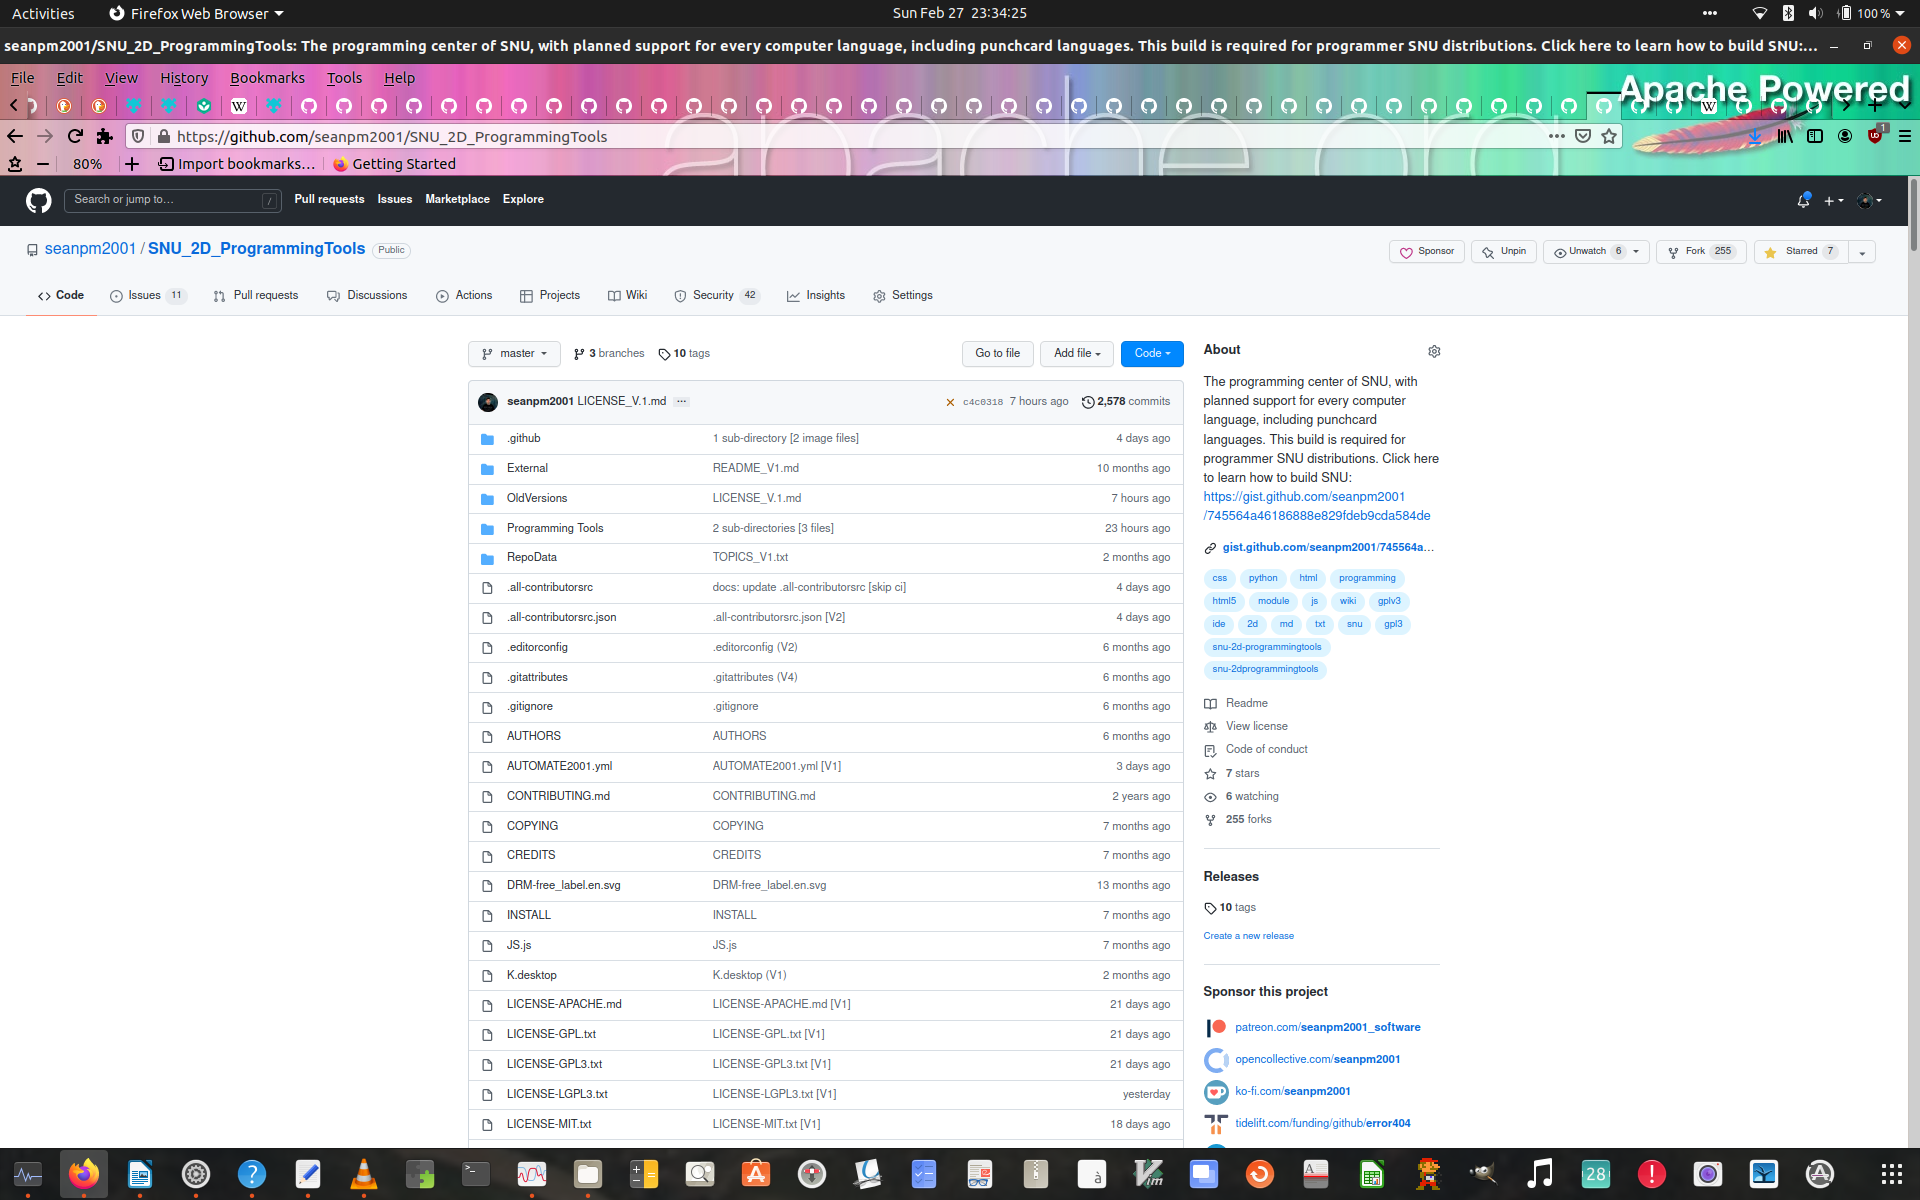 Activities
Firefox Web Browser
Sun Feb 27 23:34:25
100 %
seanpm2001/SNU_2D_ProgrammingTools: The programming center of SNU, with planned support for every computer language, including punchcard languages. This build is required for programmer SNU distributions. Click here to learn how to build SNU:...
File Edit View History Bookmarks Tools Help
Apache Powered
https://github.com/seanpm2001/SNU_2D_ProgrammingTools
1
80%
Import bookmarks...
Getting Started
Search or jump to...
/
Pull requests Issues Marketplace Explore
seanpm2001 / SNU_2D_ProgrammingTools Public
Sponsor
Unpin
Unwatch 6
Fork 255
Starred 7
Code
Issues 11
Pull requests
Discussions
Actions
Projects
Wiki
Security 42
Insights
Settings
master
3 branches
10 tags
Go to file
Add file
Code
seanpm2001 LICENSE_V.1.md ...
c4c0318 7 hours ago
2,578 commits
.github 1 sub-directory [2 image files] 4 days ago
External README_V1.md 10 months ago
OldVersions LICENSE_V.1.md 7 hours ago
Programming Tools 2 sub-directories [3 files] 23 hours ago
RepoData TOPICS_V1.txt 2 months ago
.all-contributorsrc docs: update .all-contributorsrc [skip ci] 4 days ago
.all-contributorsrc.json .all-contributorsrc.json [V2] 4 days ago
.editorconfig .editorconfig (V2) 6 months ago
.gitattributes .gitattributes (V4) 6 months ago
.gitignore .gitignore 6 months ago
AUTHORS AUTHORS 6 months ago
AUTOMATE2001.yml AUTOMATE2001.yml [V1] 3 days ago
CONTRIBUTING.md CONTRIBUTING.md 2 years ago
COPYING COPYING 7 months ago
CREDITS CREDITS 7 months ago
DRM-free_label.en.svg DRM-free_label.en.svg 13 months ago
INSTALL INSTALL 7 months ago
JS.js JS.js 7 months ago
K.desktop K.desktop (V1) 2 months ago
LICENSE-APACHE.md LICENSE-APACHE.md [V1] 21 days ago
LICENSE-GPL.txt LICENSE-GPL.txt [V1] 21 days ago
LICENSE-GPL3.txt LICENSE-GPL3.txt [V1] 21 days ago
LICENSE-LGPL3.txt LICENSE-LGPL3.txt [V1] yesterday
LICENSE-MIT.txt LICENSE-MIT.txt [V1] 18 days ago
About
The programming center of SNU, with
planned support for every computer
language, including punchcard
languages. This build is required for
programmer SNU distributions. Click here
to learn how to build SNU:
https://gist.github.com/seanpm2001
/745564a46186888e829fdeb9cda584de
gist.github.com/seanpm2001/745564a...
css python html programming
html5 module js wiki gplv3
ide 2d md txt snu gpl3
snu-2d-programmingtools
snu-2dprogrammingtools
Readme
View license
Code of conduct
7 stars
6 watching
255 forks
Releases
10 tags
Create a new release
Sponsor this project
patreon.com/seanpm2001_software
opencollective.com/seanpm2001
ko-fi.com/seanpm2001
tidelift.com/funding/github/error404
28